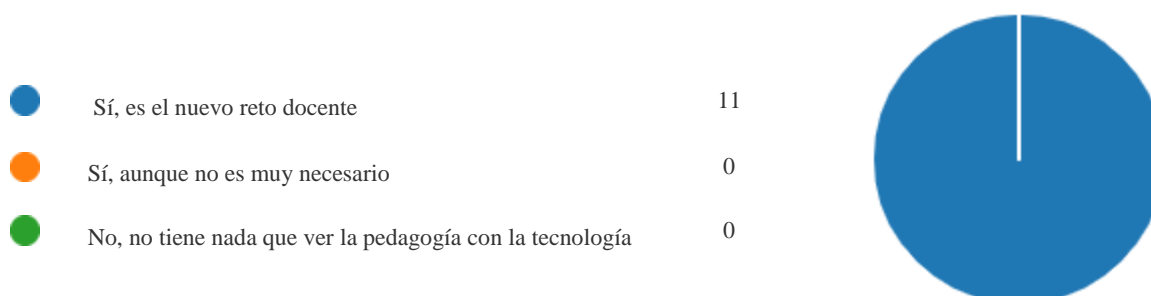 Sí, es el nuevo reto docente 11
Sí, aunque no es muy necesario 0
No, no tiene nada que ver la pedagogía con la tecnología 0